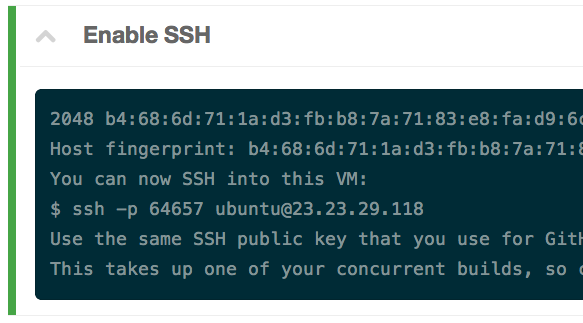 Enable SSH
2048 b4:68:6d:71:1a:d3:fb:b8:7a:71:83:e8:fa:d9:6
Host fingerprint: b4:68:6d:71:1a:d3:fb:b8:7a:71:8
You can now SSH into this VM:
$ ssh -p 64657 ubuntu@23.23.29.118
Use the same SSH public key that you use for Git
This takes up one of your concurrent builds, so